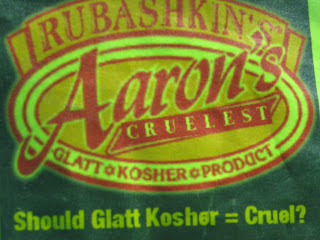 RUBASHKIN'S
Aaron's
CRUELEST
GLATT✡KOSHER✡PRODUCT
Should Glatt Kosher = Cruel?